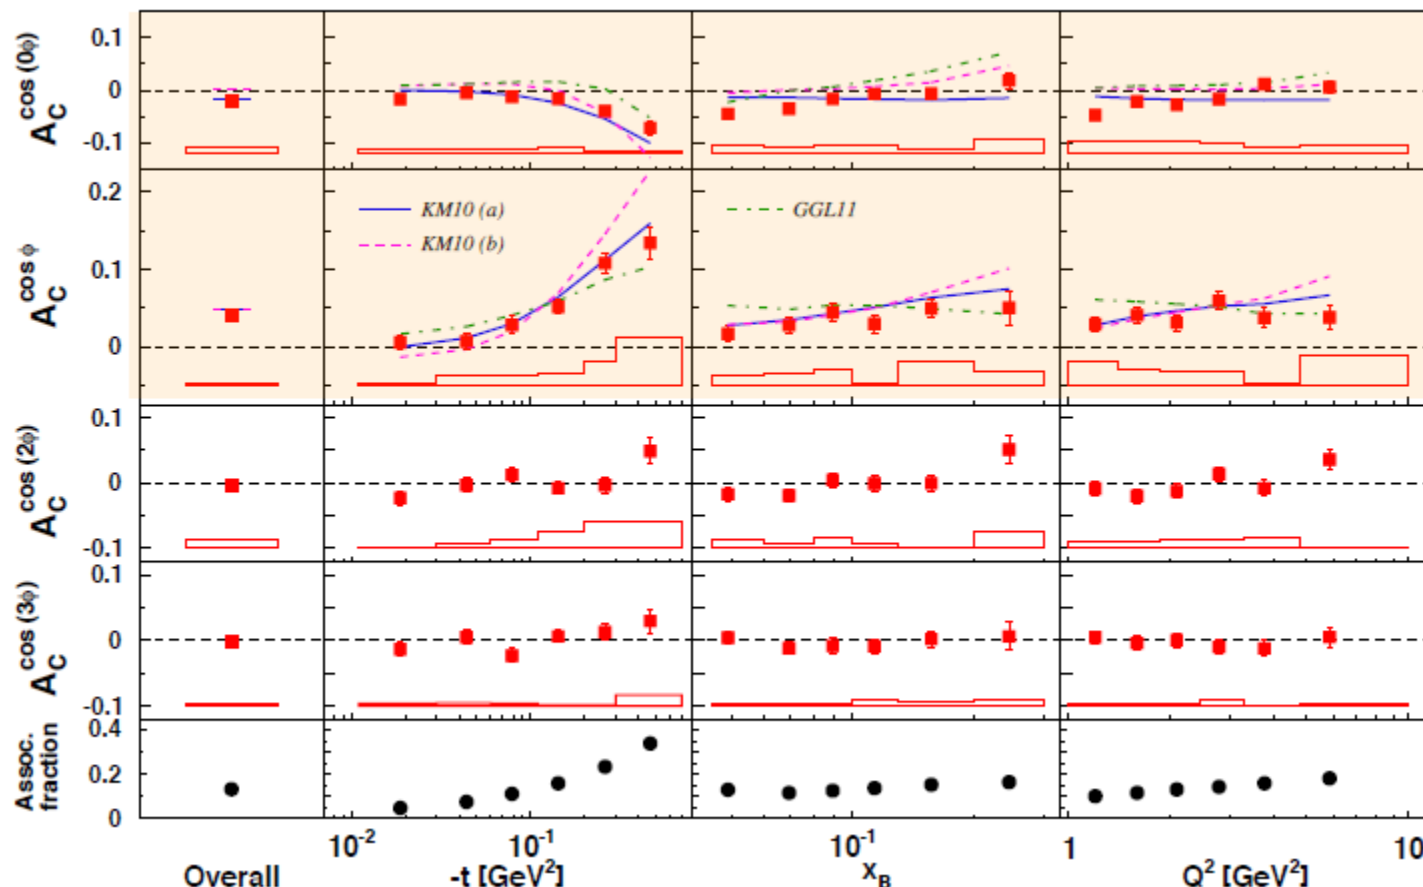 A_C^cos (0ϕ)
0.1
0
-0.1
A_C^cos ϕ
0.2
0.1
0
KM10 (a)
KM10 (b)
GGL11
A_C^cos (2ϕ)
0.1
0
-0.1
A_C^cos (3ϕ)
0.1
0
-0.1
Assoc. fraction
0.4
0.2
0
10^-2 10^-1 10^-1 1 10
Overall -t [GeV^2] x_B Q^2 [GeV^2]